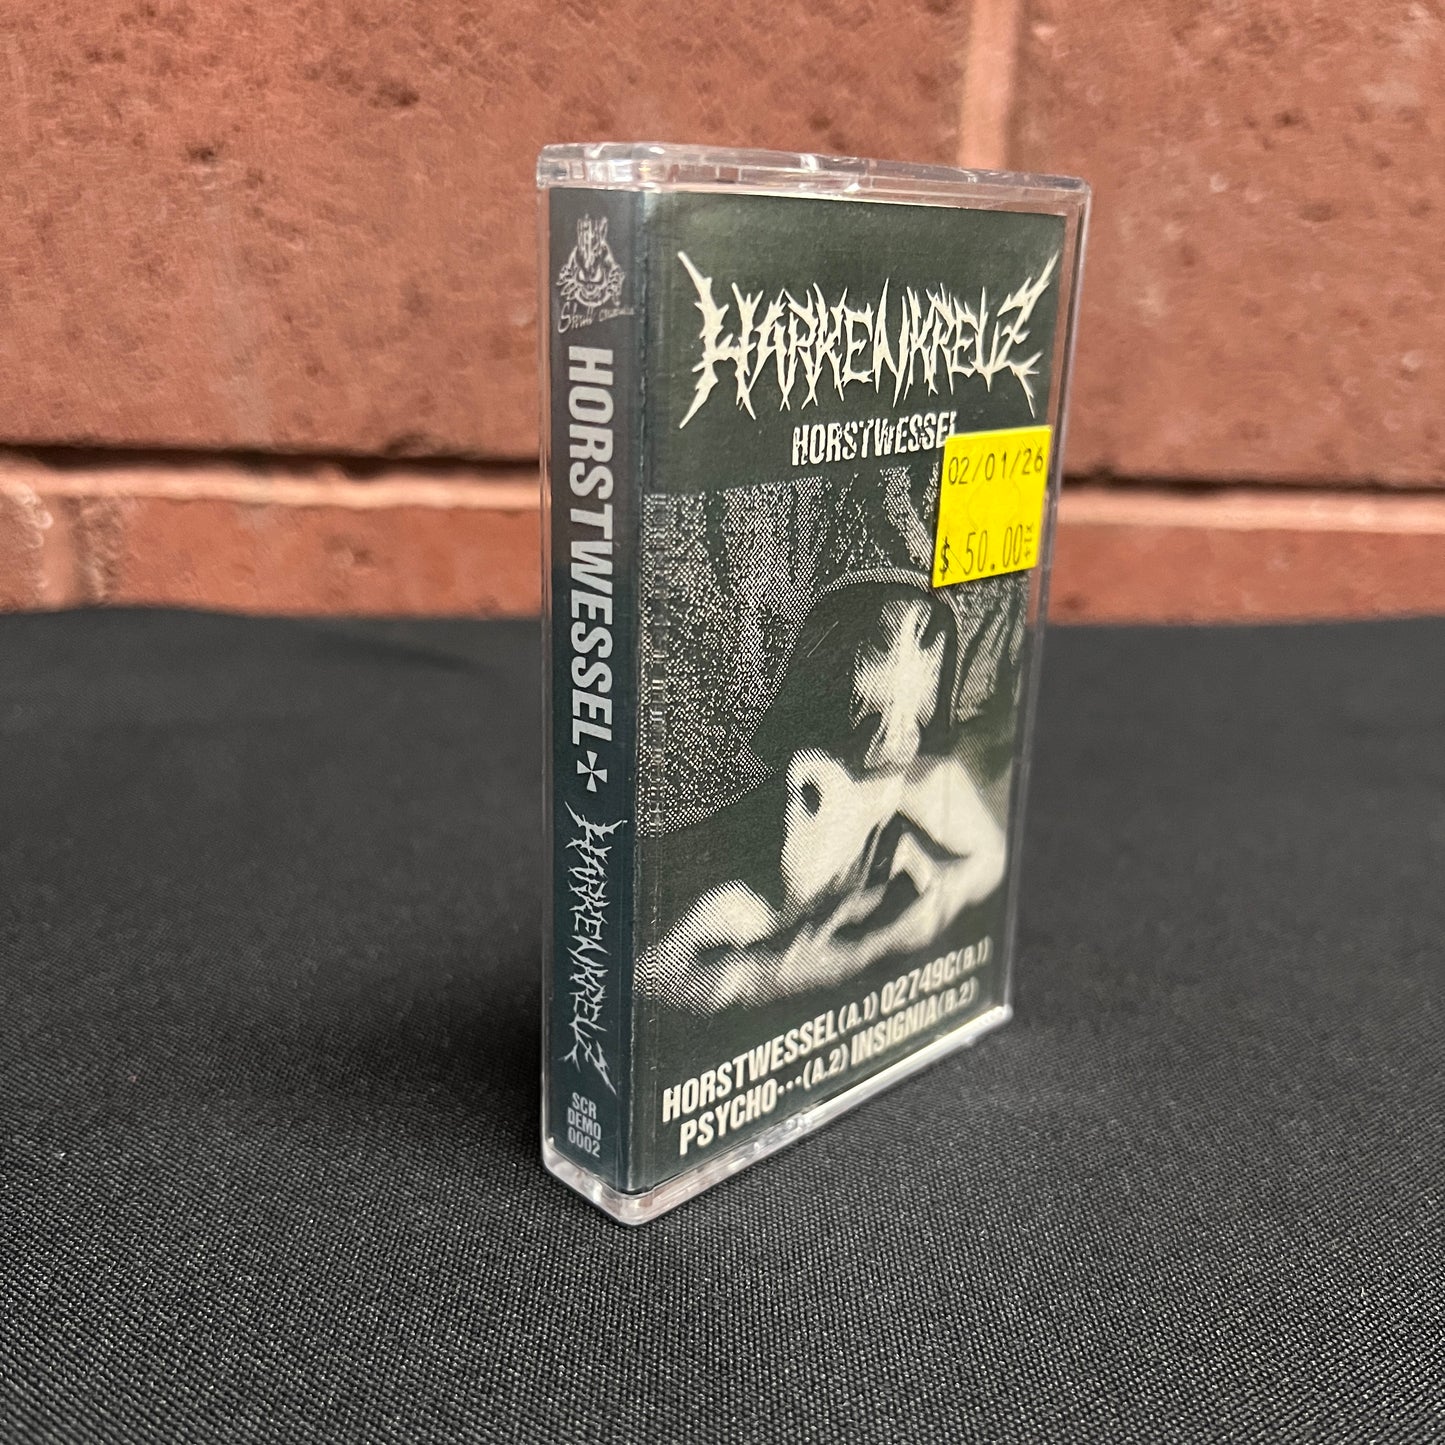 Skull
HORSTWESSEL
HARKENKREUZ
SCR
DEMO
0002
HARKENKREUZ
HORSTWESSEL
02/01/26
$ 50.00
HORSTWESSEL(A.1) 02749C(B.1)
PSYCHO···(A.2) INSIGNIA(B.2)